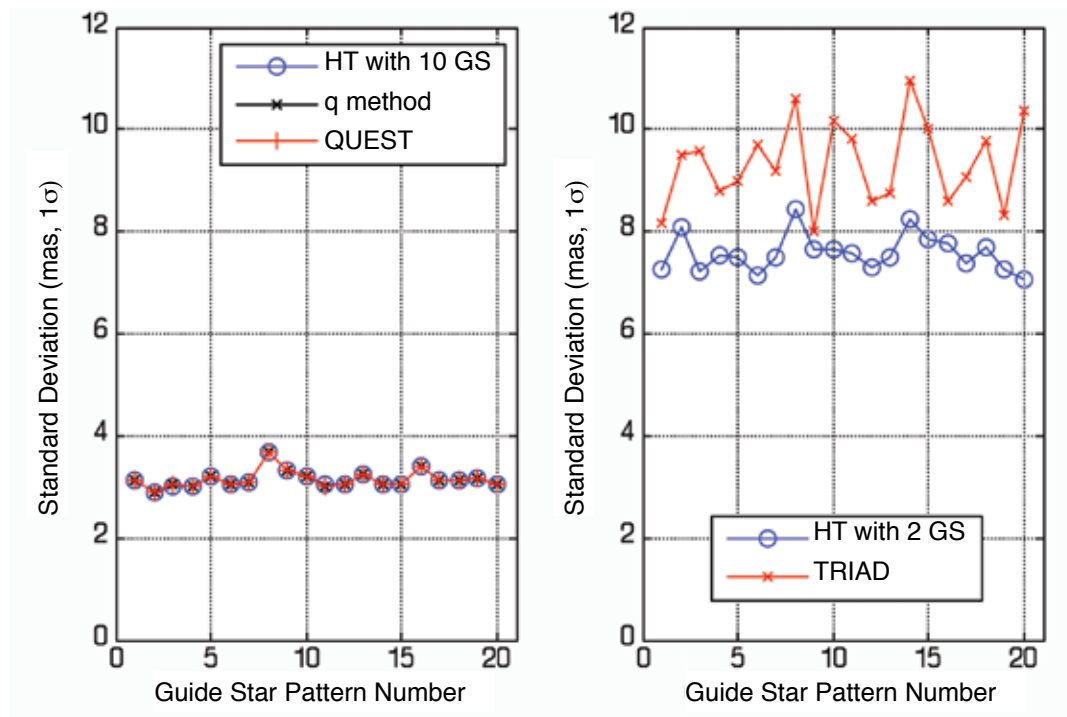 12
10
8
6
4
2
0
0 5 10 15 20
Standard Deviation (mas, 1σ)
Guide Star Pattern Number
HT with 10 GS
q method
QUEST
12
10
8
6
4
2
0
0 5 10 15 20
Standard Deviation (mas, 1σ)
Guide Star Pattern Number
HT with 2 GS
TRIAD